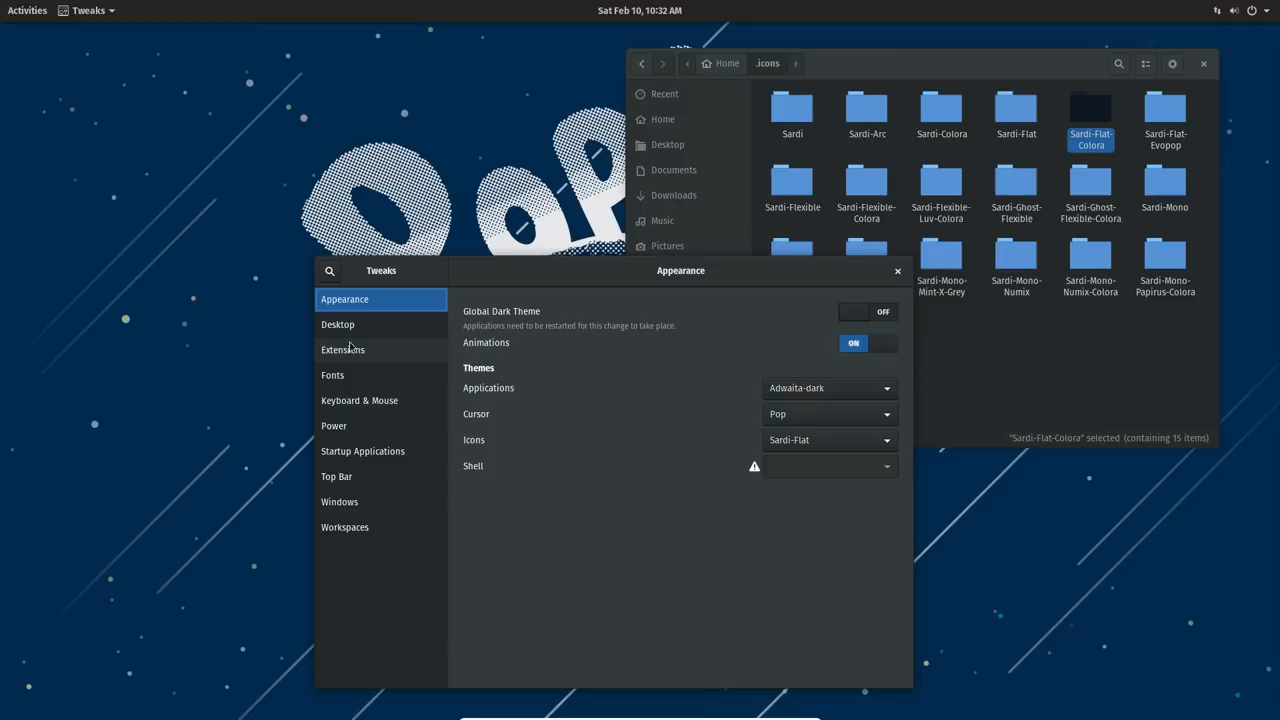 Activities
Tweaks
Sat Feb 10, 10:32 AM
Oop
Home
.icons
Recent
Home
Desktop
Documents
Downloads
Music
Pictures
Sardi
Sardi-Arc
Sardi-Colora
Sardi-Flat
Sardi-Flat-
Colora
Sardi-Flat-
Evopop
Sardi-Flexible
Sardi-Flexible-
Colora
Sardi-Flexible-
Luv-Colora
Sardi-Ghost-
Flexible
Sardi-Ghost-
Flexible-Colora
Sardi-Mono
Sardi-Mono-
Mint-X-Grey
Sardi-Mono-
Numix
Sardi-Mono-
Numix-Colora
Sardi-Mono-
Papirus-Colora
"Sardi-Flat-Colora" selected (containing 15 items)
Tweaks
Appearance
Appearance
Desktop
Extensions
Fonts
Keyboard & Mouse
Power
Startup Applications
Top Bar
Windows
Workspaces
Global Dark Theme
OFF
Applications need to be restarted for this change to take place.
Animations
ON
Themes
Applications
Adwaita-dark
Cursor
Pop
Icons
Sardi-Flat
Shell